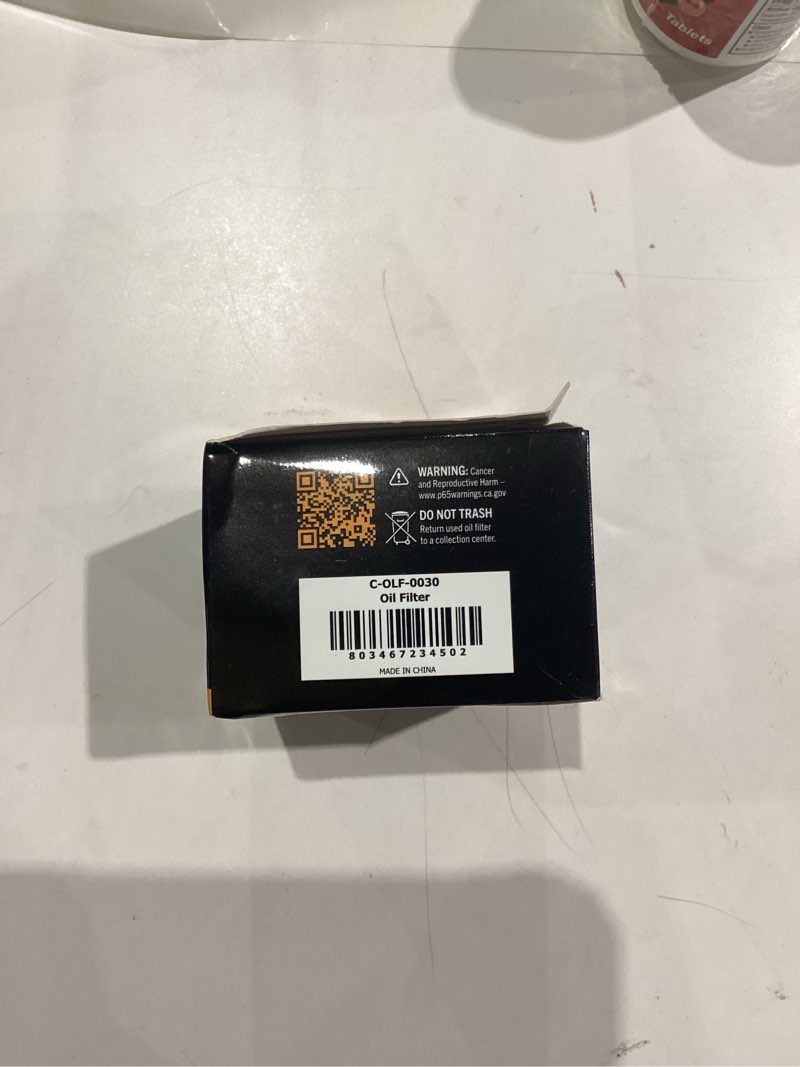 Tablets
WARNING: Cancer
and Reproductive Harm –
www.p65warnings.ca.gov
DO NOT TRASH
Return used oil filter
to a collection center.
C-OLF-0030
Oil Filter
803467234502
MADE IN CHINA